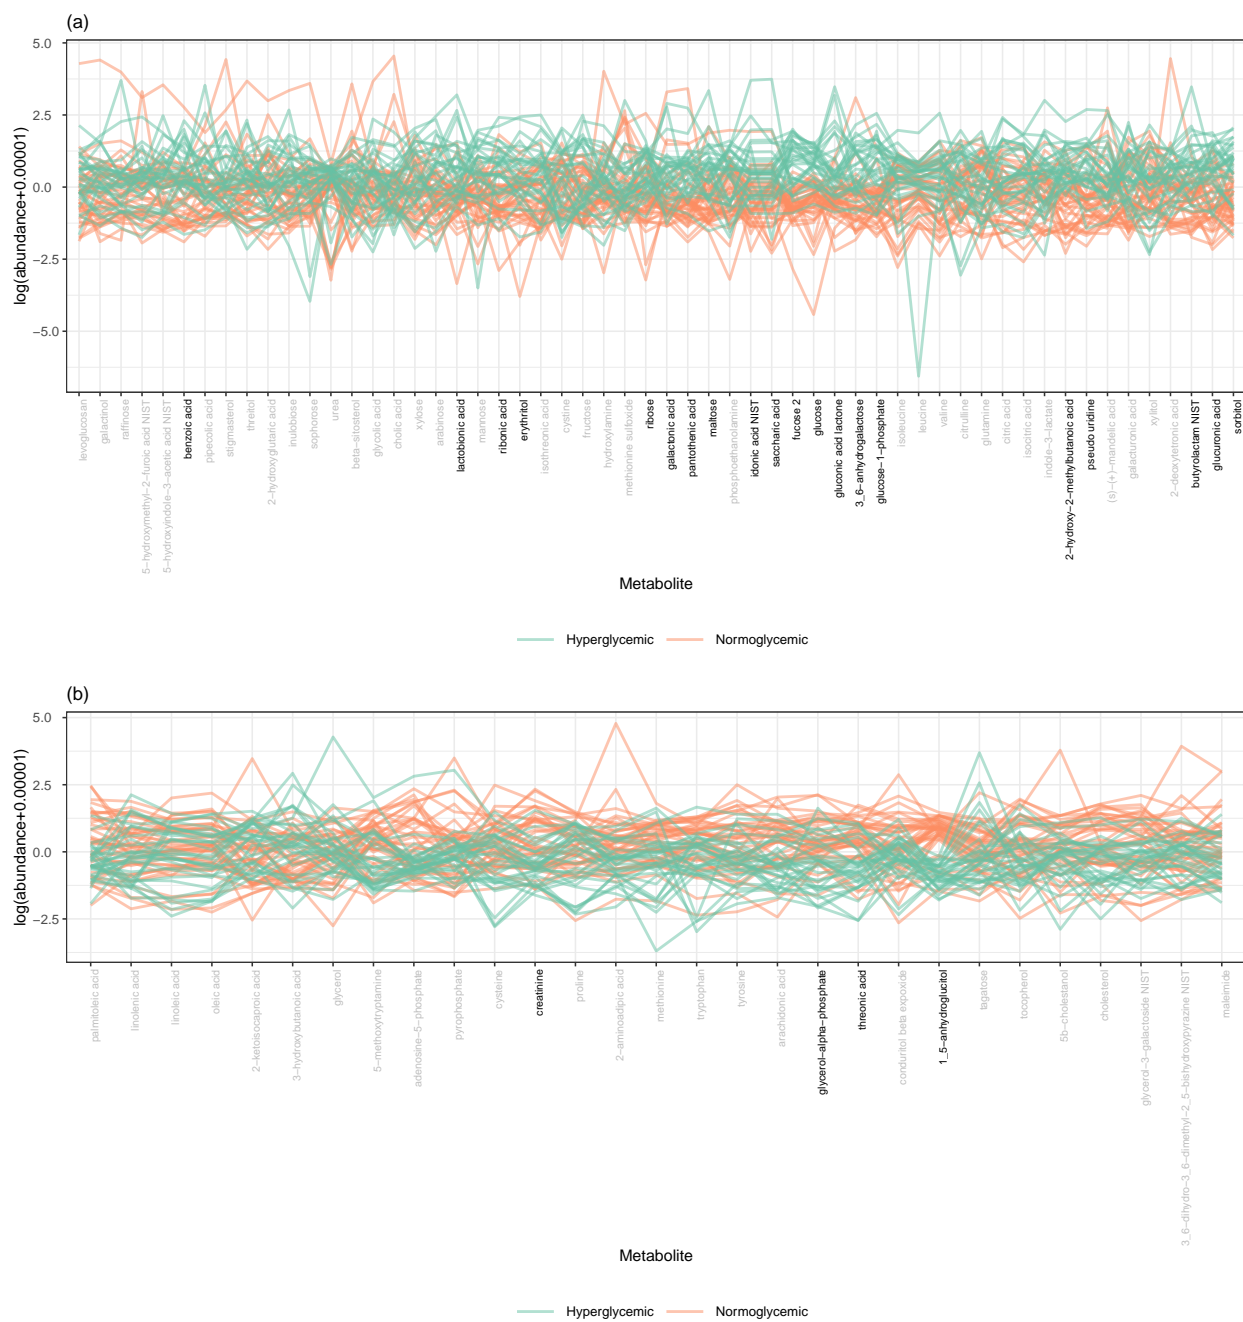 (a)
5.0
2.5
0.0
−2.5
−5.0
log(abundance+0.00001)
levoglucosan
galactinol
raffinose
5−hydroxymethyl−2−furoic acid NIST
5−hydroxyindole−3−acetic acid NIST
benzoic acid
pipecolic acid
stigmasterol
threitol
2−hydroxyglutaric acid
inulobose
sophorose
urea
beta−sitosterol
glycolic acid
cholic acid
xylose
arabinose
lactobionic acid
mannose
ribonic acid
erythritol
isothreonic acid
cystine
fructose
hydroxylamine
methionine sulfoxide
ribose
galactonic acid
pantothenic acid
maltose
phosphoethanolamine
idonic acid NIST
saccharic acid
fucose 2
glucose
gluconic acid lactone
3_6−anhydrogalactose
glucose−1−phosphate
isoleucine
leucine
valine
citrulline
glutamine
citric acid
isocitric acid
indole−3−lactate
2−hydroxy−2−methylbutanoic acid
pseudo uridine
(s)−(+)−mandelic acid
galacturonic acid
xylitol
2−deoxytetronic acid
butyrolactam NIST
glucuronic acid
sorbitol
Metabolite
Hyperglycemic Normoglycemic
(b)
5.0
2.5
0.0
−2.5
log(abundance+0.00001)
palmitoleic acid
linolenic acid
linoleic acid
oleic acid
2−ketoisocaproic acid
3−hydroxybutanoic acid
glycerol
5−methoxytryptamine
adenosine−5−phosphate
pyrophosphate
cysteine
creatinine
proline
2−aminoadipic acid
methionine
tryptophan
tyrosine
arachidonic acid
glycerol−alpha−phosphate
threonic acid
conduritol beta expoxide
1_5−anhydroglucitol
tagatose
tocopherol
5b−cholestanol
cholesterol
glycerol−3−galactoside NIST
3_6−dihydro−3_6−dimethyl−2_5−bishydroxypyrazine NIST
maleimide
Metabolite
Hyperglycemic Normoglycemic